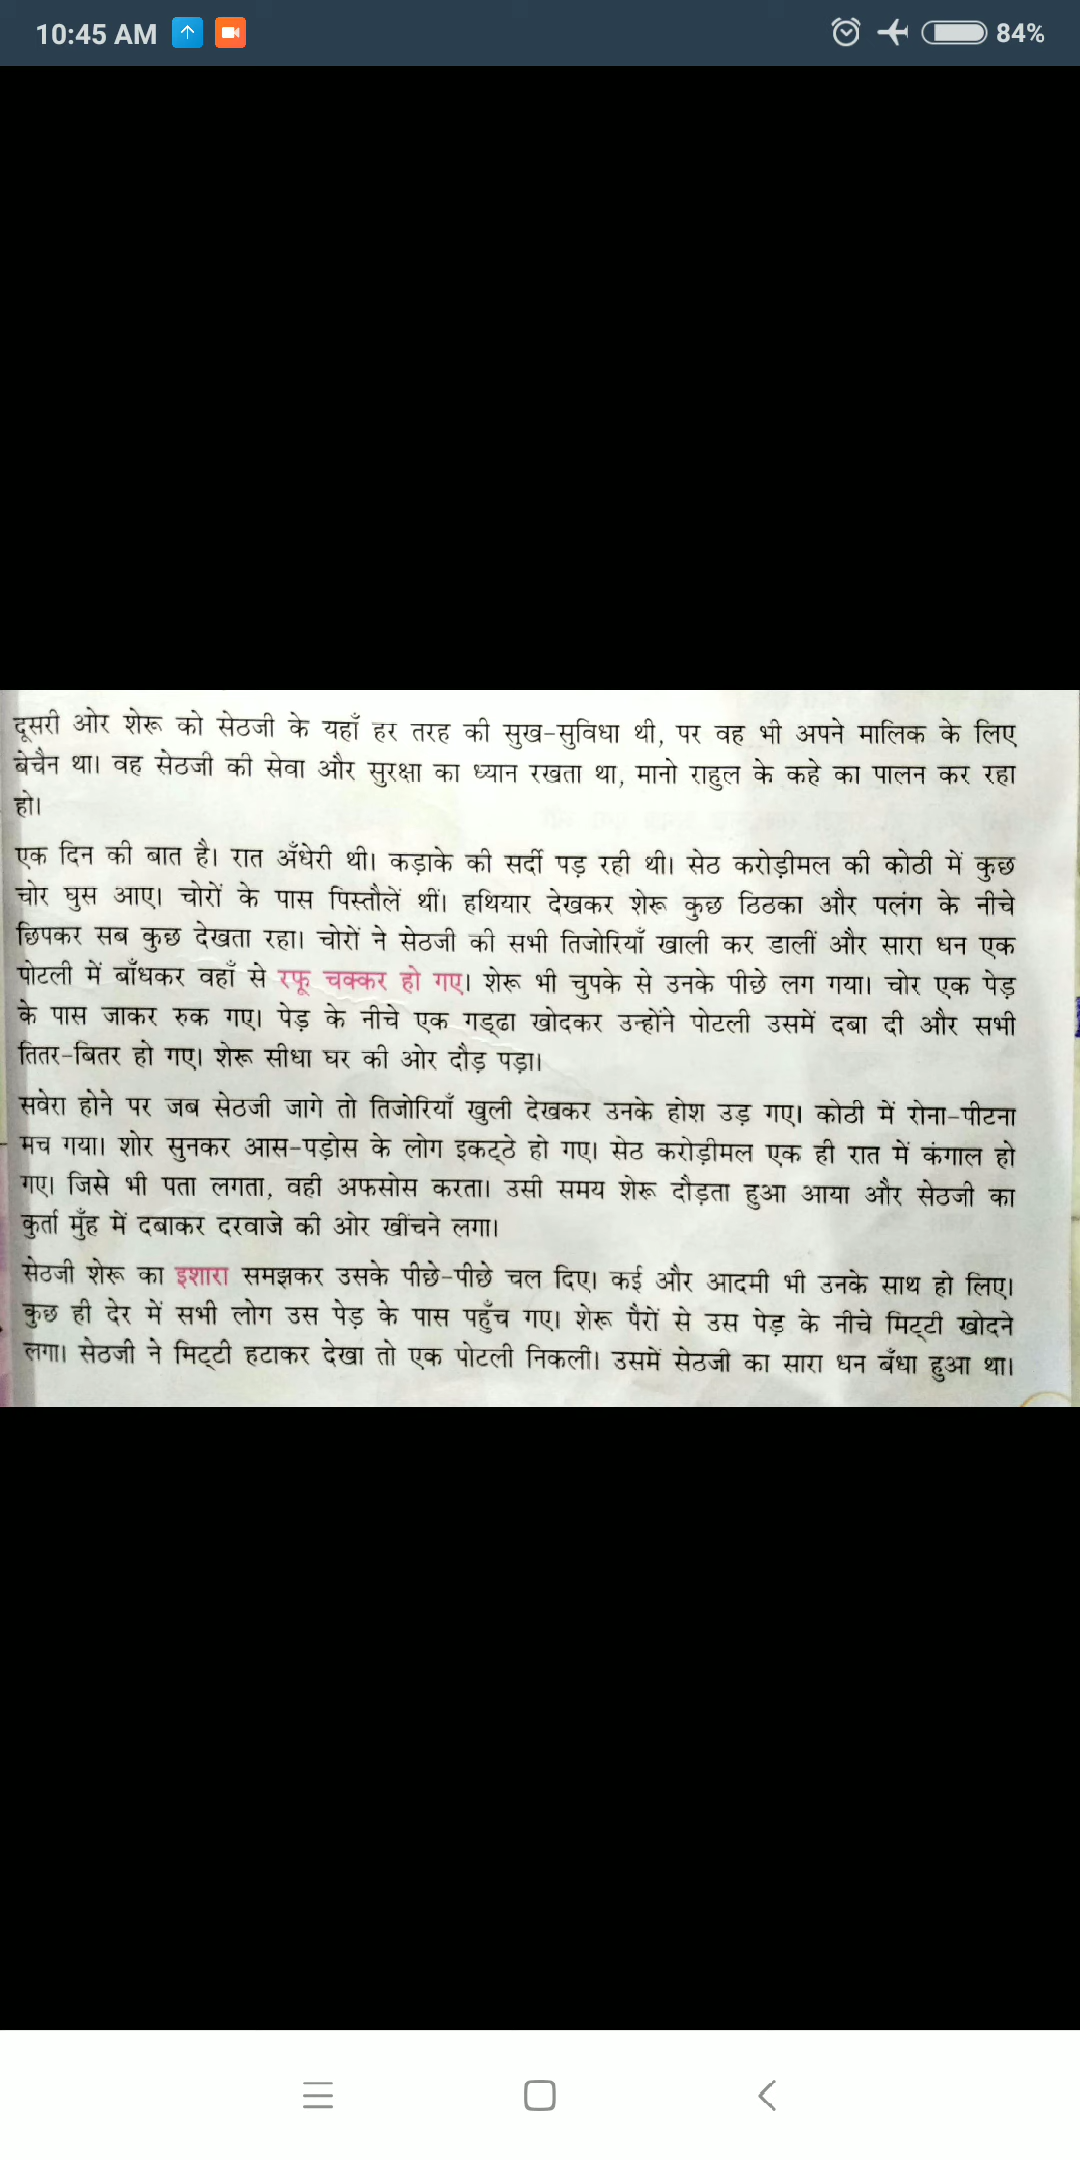 10:45 AM
84%
दूसरी ओर शेरू को सेठजी के यहाँ हर तरह की सुख-सुविधा थी, पर वह भी अपने मालिक के लिए
बेचैन था। वह सेठजी की सेवा और सुरक्षा का ध्यान रखता था, मानो राहुल के कहे का पालन कर रहा
हो।
एक दिन की बात है। रात अँधेरी थी। कड़ाके की सर्दी पड़ रही थी। सेठ करोड़ीमल की कोठी में कुछ
चोर घुस आए। चोरों के पास पिस्तौलें थीं। हथियार देखकर शेरू कुछ ठिठका और पलंग के नीचे
छिपकर सब कुछ देखता रहा। चोरों ने सेठजी की सभी तिजोरियाँ खाली कर डालीं और सारा धन एक
पोटली में बाँधकर वहाँ से रफू चक्कर हो गए। शेरू भी चुपके से उनके पीछे लग गया। चोर एक पेड़
के पास जाकर रुक गए। पेड़ के नीचे एक गड्ढा खोदकर उन्होंने पोटली उसमें दबा दी और सभी
तितर-बितर हो गए। शेरू सीधा घर की ओर दौड़ पड़ा।
सवेरा होने पर जब सेठजी जागे तो तिजोरियाँ खुली देखकर उनके होश उड़ गए। कोठी में रोना-पीटना
मच गया। शोर सुनकर आस-पड़ोस के लोग इकट्ठे हो गए। सेठ करोड़ीमल एक ही रात में कंगाल हो
गए। जिसे भी पता लगता, वही अफसोस करता। उसी समय शेरू दौड़ता हुआ आया और सेठजी का
कुर्ता मुँह में दबाकर दरवाजे की ओर खींचने लगा।
सेठजी शेरू का इशारा समझकर उसके पीछे-पीछे चल दिए। कई और आदमी भी उनके साथ हो लिए।
कुछ ही देर में सभी लोग उस पेड़ के पास पहुँच गए। शेरू पैरों से उस पेड़ के नीचे मिट्टी खोदने
लगा। सेठजी ने मिट्टी हटाकर देखा तो एक पोटली निकली। उसमें सेठजी का सारा धन बँधा हुआ था।